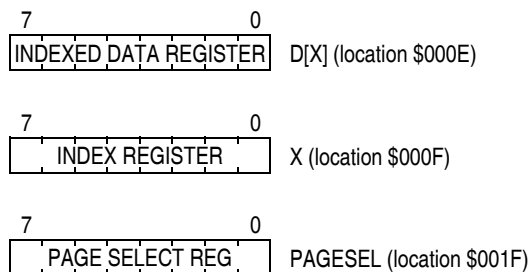 7 0
INDEXED DATA REGISTER D[X] (location $000E)
7 0
INDEX REGISTER X (location $000F)
7 0
PAGE SELECT REG PAGESEL (location $001F)